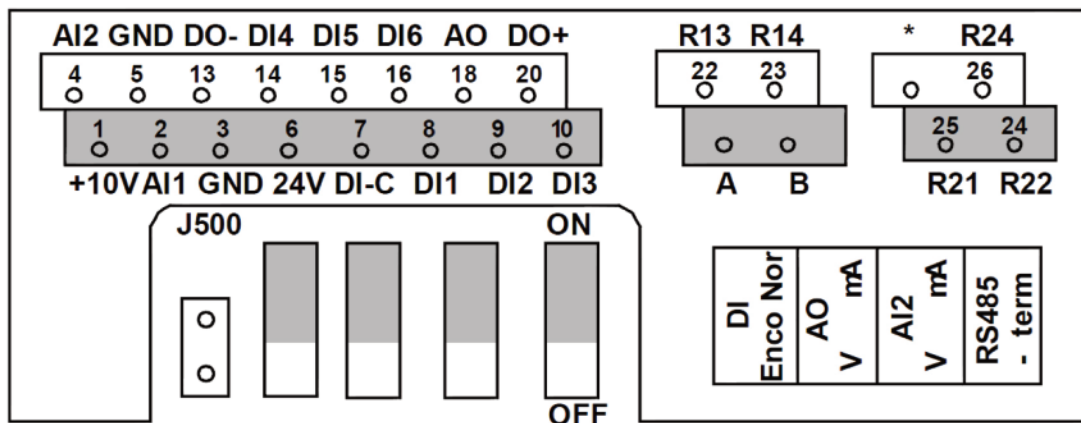 AI2 GND DO- DI4 DI5 DI6 AO DO+ R13 R14 * R24
4 5 13 14 15 16 18 20 22 23 26
1 2 3 6 7 8 9 10 25 24
+10V AI1 GND 24V DI-C DI1 DI2 DI3 A B R21 R22
J500 ON
OFF
DI
Enco Nor
AO
V mA
AI2
V mA
RS485
- term